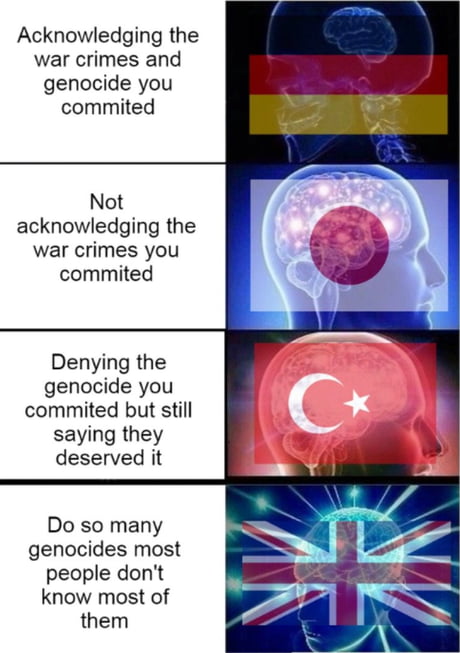 Acknowledging the
war crimes and
genocide you
commited
Not
acknowledging the
war crimes you
commited
Denying the
genocide you
commited but still
saying they
deserved it
Do so many
genocides most
people don't
know most of
them